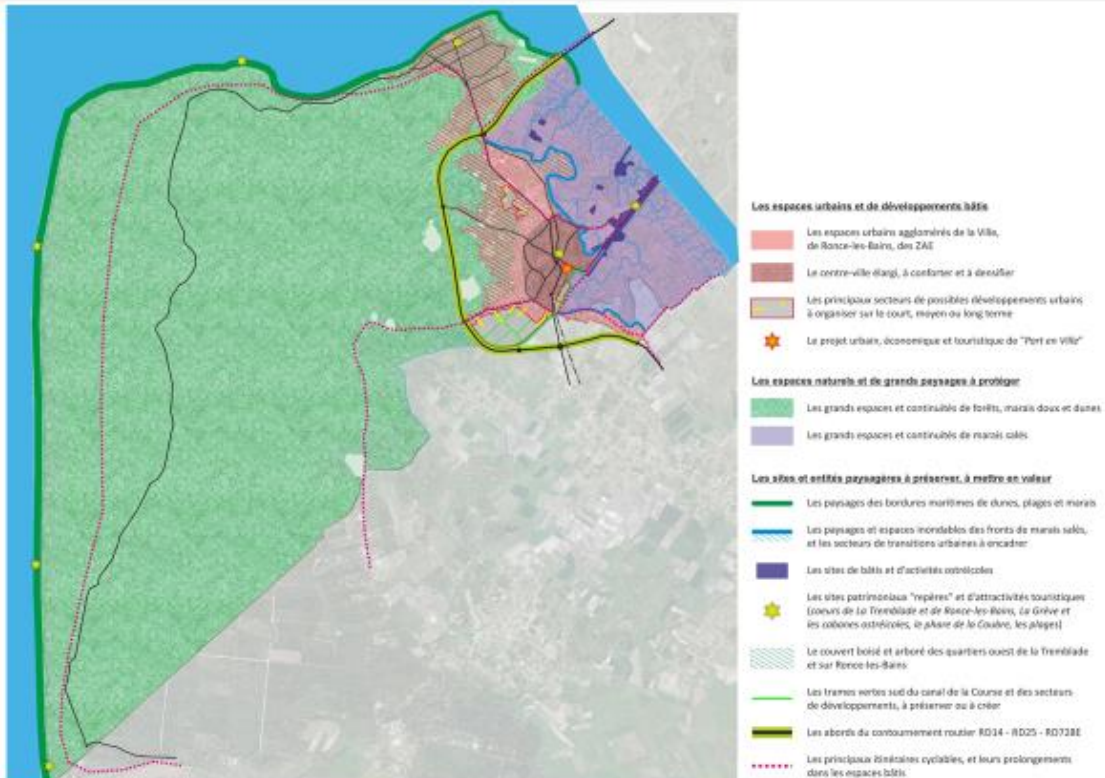 Les espaces urbains et de développements bâtis
Les espaces urbains agglomérés de la Ville,
de Ronce-les-Bains, des ZAE
Le centre-ville élargi, à conforter et à densifier
Les principaux secteurs de possibles développements urbains
à organiser sur le court, moyen ou long terme
Le projet urbain, économique et touristique de "Port en Ville"
Les espaces naturels et de grands paysages à protéger
Les grands espaces et continuités de forêts, marais doux et dunes
Les grands espaces et continuités de marais salés
Les sites et entités paysagères à préserver, à mettre en valeur
Les paysages des bordures maritimes de dunes, plages et marais
Les paysages et espaces inondables des fronts de marais salés,
et les secteurs de transitions urbaines à encadrer
Les sites de bâtis et d'activités ostréicoles
Les sites patrimoniaux "repères" et d'attractivités touristiques
(coeurs de La Tremblade et de Ronce-les-Bains, La Grève et
les cabanes ostréicoles, le phare de la Coubre, les plages)
Le couvert boisé et arboré des quartiers ouest de la Tremblade
et sur Ronce-les-Bains
Les trames vertes sud du canal de la Course et des secteurs
de développements, à préserver ou à créer
Les abords du contournement routier RD14 - RD25 - RD728E
Les principaux itinéraires cyclables, et leurs prolongements
dans les espaces bâtis